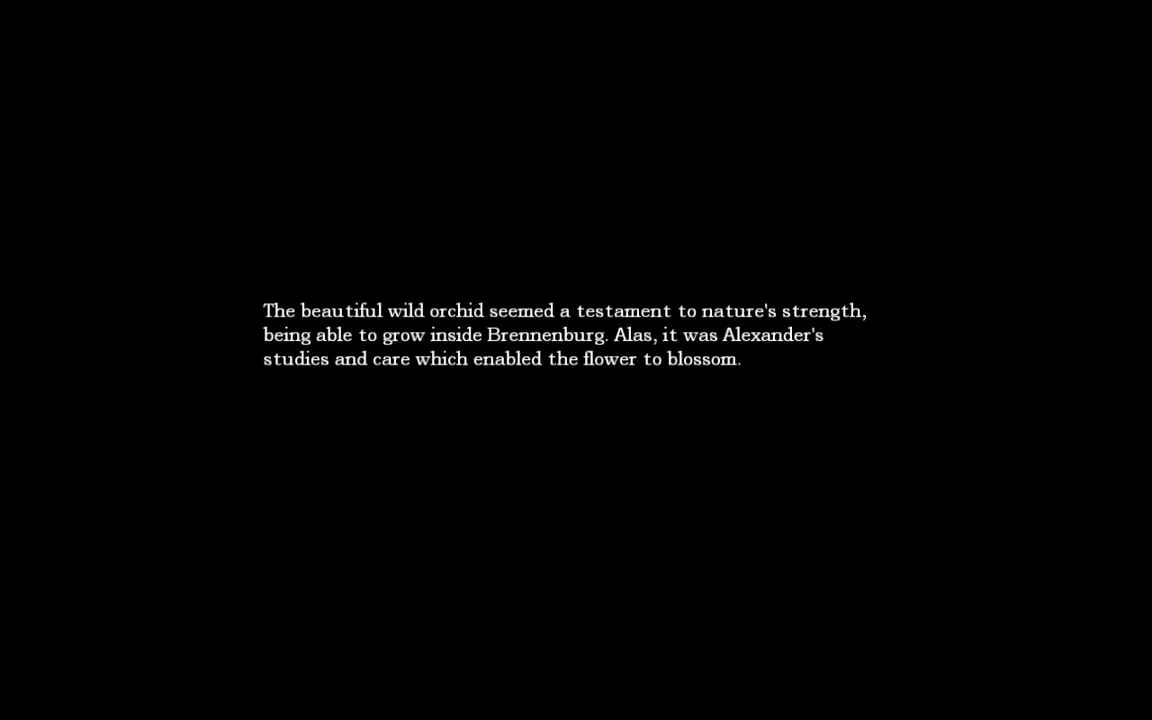 The beautiful wild orchid seemed a testament to nature's strength,
being able to grow inside Brennenburg. Alas, it was Alexander's
studies and care which enabled the flower to blossom.